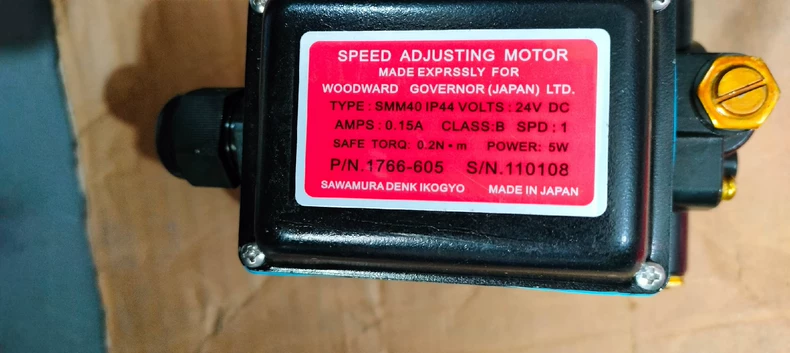 SPEED ADJUSTING MOTOR
MADE EXPRSSLY FOR
WOODWARD GOVERNOR (JAPAN) LTD.
TYPE : SMM40 IP44 VOLTS : 24V DC
AMPS : 0.15A CLASS:B SPD : 1
SAFE TORQ: 0.2N·m POWER: 5W
P/N.1766-605 S/N.110108
SAWAMURA DENK IKOGYO MADE IN JAPAN